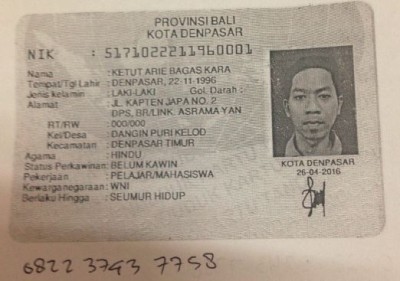 PROVINSI BALI
KOTA DENPASAR
NIK : 5171022211960001
Nama : KETUT ARIE BAGAS KARA
Tempat/Tgl Lahir : DENPASAR, 22-11-1996
Jenis kelamin : LAKI-LAKI Gol. Darah : -
Alamat : JL. KAPTEN JAPA NO. 2
DPS, BR/LINK. ASRAMA YAN
RT/RW : 000/000
Kel/Desa : DANGIN PURI KELOD
Kecamatan : DENPASAR TIMUR
Agama : HINDU
Status Perkawinan: BELUM KAWIN
Pekerjaan : PELAJAR/MAHASISWA
Kewarganegaraan: WNI
Berlaku Hingga : SEUMUR HIDUP
KOTA DENPASAR
26-04-2016
6822 3793 7758